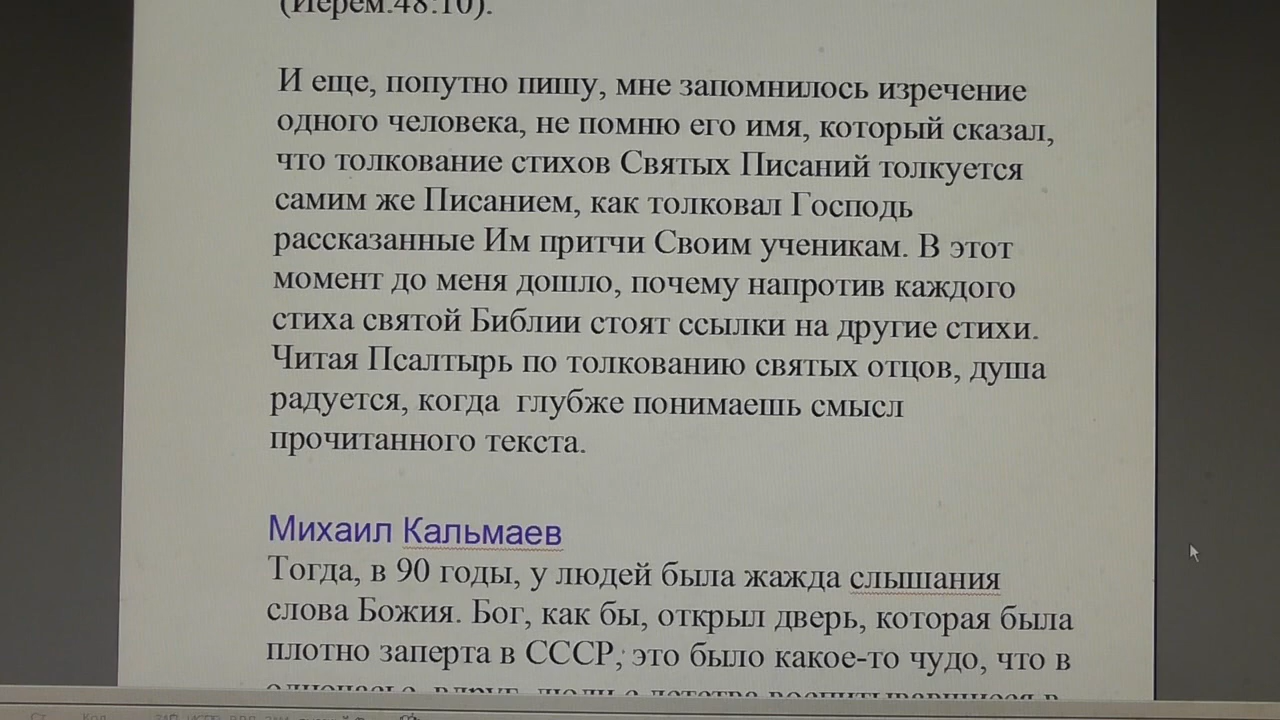 (Иерем.48:10).
И еще, попутно пишу, мне запомнилось изречение
одного человека, не помню его имя, который сказал,
что толкование стихов Святых Писаний толкуется
самим же Писанием, как толковал Господь
рассказанные Им притчи Своим ученикам. В этот
момент до меня дошло, почему напротив каждого
стиха святой Библии стоят ссылки на другие стихи.
Читая Псалтырь по толкованию святых отцов, душа
радуется, когда  глубже понимаешь смысл
прочитанного текста.
Михаил Кальмаев
Тогда, в 90 годы, у людей была жажда слышания
слова Божия. Бог, как бы, открыл дверь, которая была
плотно заперта в СССР, это было какое-то чудо, что в